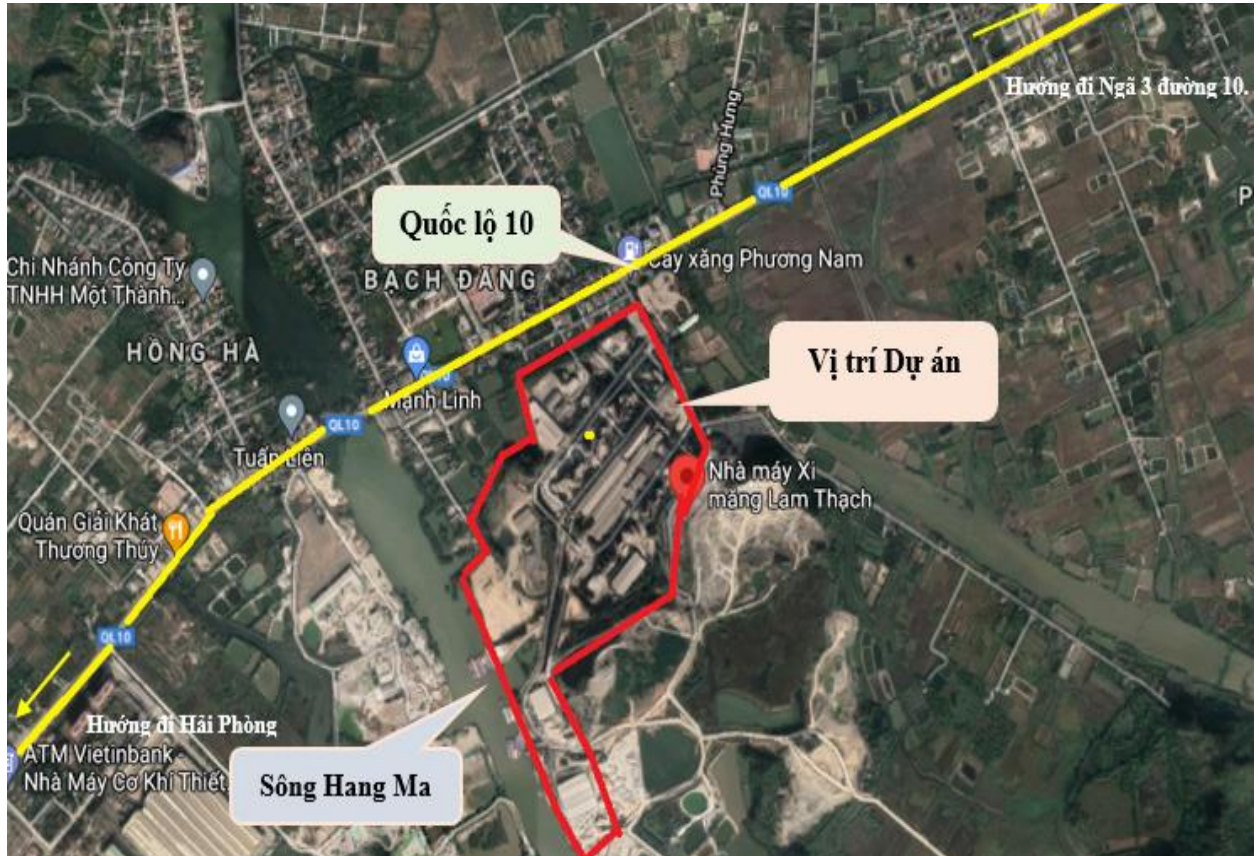 Hướng đi Ngã 3 đường 10.
Phùng Hưng
QL10
Quốc lộ 10
Cây xăng Phương Nam
Chi Nhánh Công Ty
TNHH Một Thành...
BẠCH ĐẰNG
HỒNG HÀ
Vị trí Dự án
Mạnh Linh
QL10
Tuấn Liên
Nhà máy Xi
măng Lam Thạch
Quán Giải Khát
Thượng Thúy
QL10
Hướng đi Hải Phòng
ATM Vietinbank -
Nhà Máy Cơ Khí Thiết
Sông Hang Ma